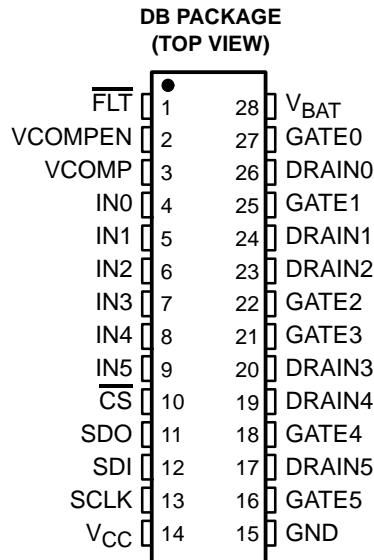 DB PACKAGE
(TOP VIEW)
FLT 1 28 VBAT
VCOMPEN 2 27 GATE0
VCOMP 3 26 DRAIN0
IN0 4 25 GATE1
IN1 5 24 DRAIN1
IN2 6 23 DRAIN2
IN3 7 22 GATE2
IN4 8 21 GATE3
IN5 9 20 DRAIN3
CS 10 19 DRAIN4
SDO 11 18 GATE4
SDI 12 17 DRAIN5
SCLK 13 16 GATE5
VCC 14 15 GND